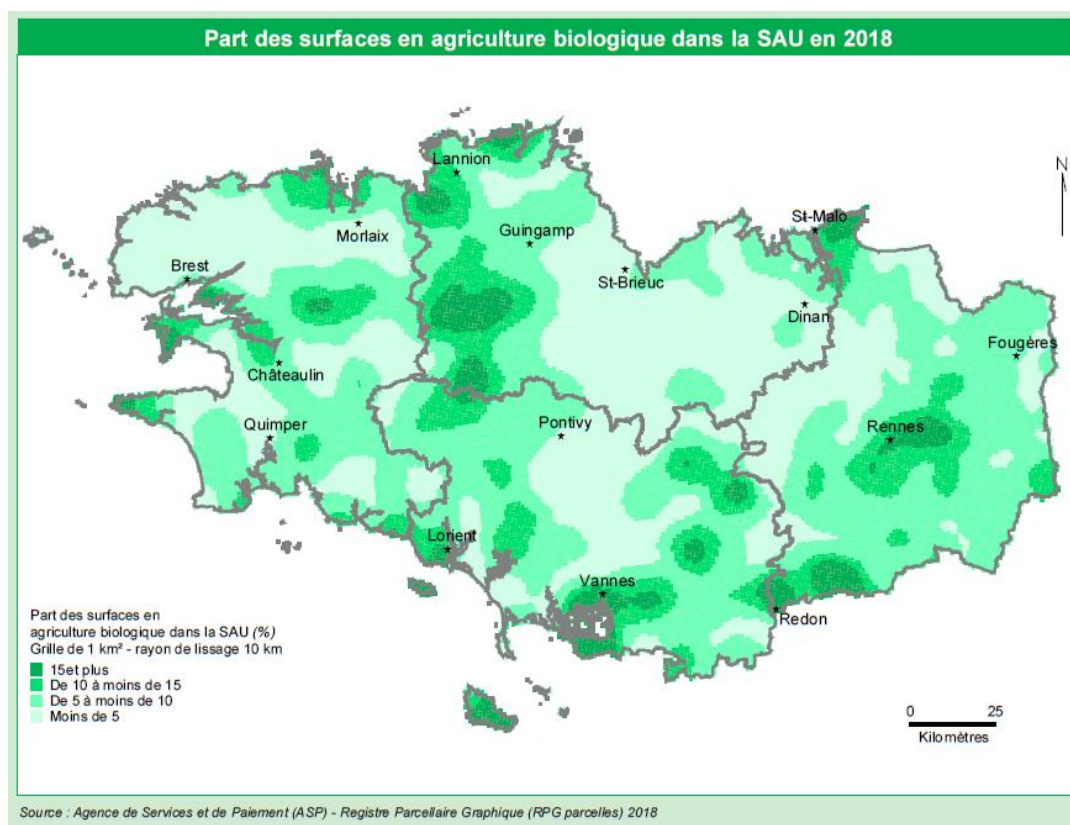 Part des surfaces en agriculture biologique dans la SAU en 2018
N
Lannion
Morlaix
Guingamp
St-Malo
Brest
St-Brieuc
Dinan
Châteaulin
Fougères
Quimper
Pontivy
Rennes
Lorient
Vannes
Redon
Part des surfaces en
agriculture biologique dans la SAU (%)
Grille de 1 km² - rayon de lissage 10 km
15et plus
De 10 à moins de 15
De 5 à moins de 10
Moins de 5
0 25
Kilomètres
Source : Agence de Services et de Paiement (ASP) - Registre Parcellaire Graphique (RPG parcelles) 2018